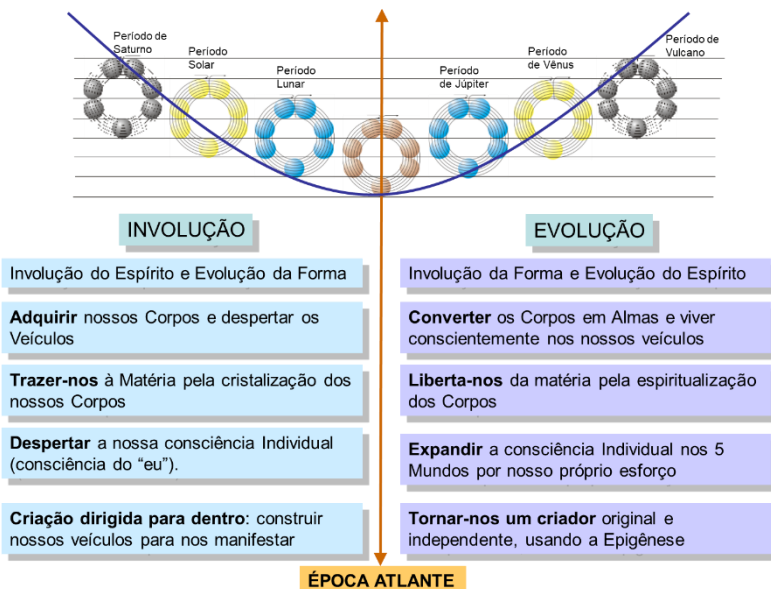 Período de
Saturno
Período
Solar
Período
Lunar
Período
de Júpiter
Período
de Vênus
Período de
Vulcano
INVOLUÇÃO
Involução do Espírito e Evolução da Forma
Adquirir nossos Corpos e despertar os
Veículos
Trazer-nos à Matéria pela cristalização dos
nossos Corpos
Despertar a nossa consciência Individual
(consciência do “eu”).
Criação dirigida para dentro: construir
nossos veículos para nos manifestar
EVOLUÇÃO
Involução da Forma e Evolução do Espírito
Converter os Corpos em Almas e viver
conscientemente nos nossos veículos
Liberta-nos da matéria pela espiritualização
dos Corpos
Expandir a consciência Individual nos 5
Mundos por nosso próprio esforço
Tornar-nos um criador original e
independente, usando a Epigênese
ÉPOCA ATLANTE